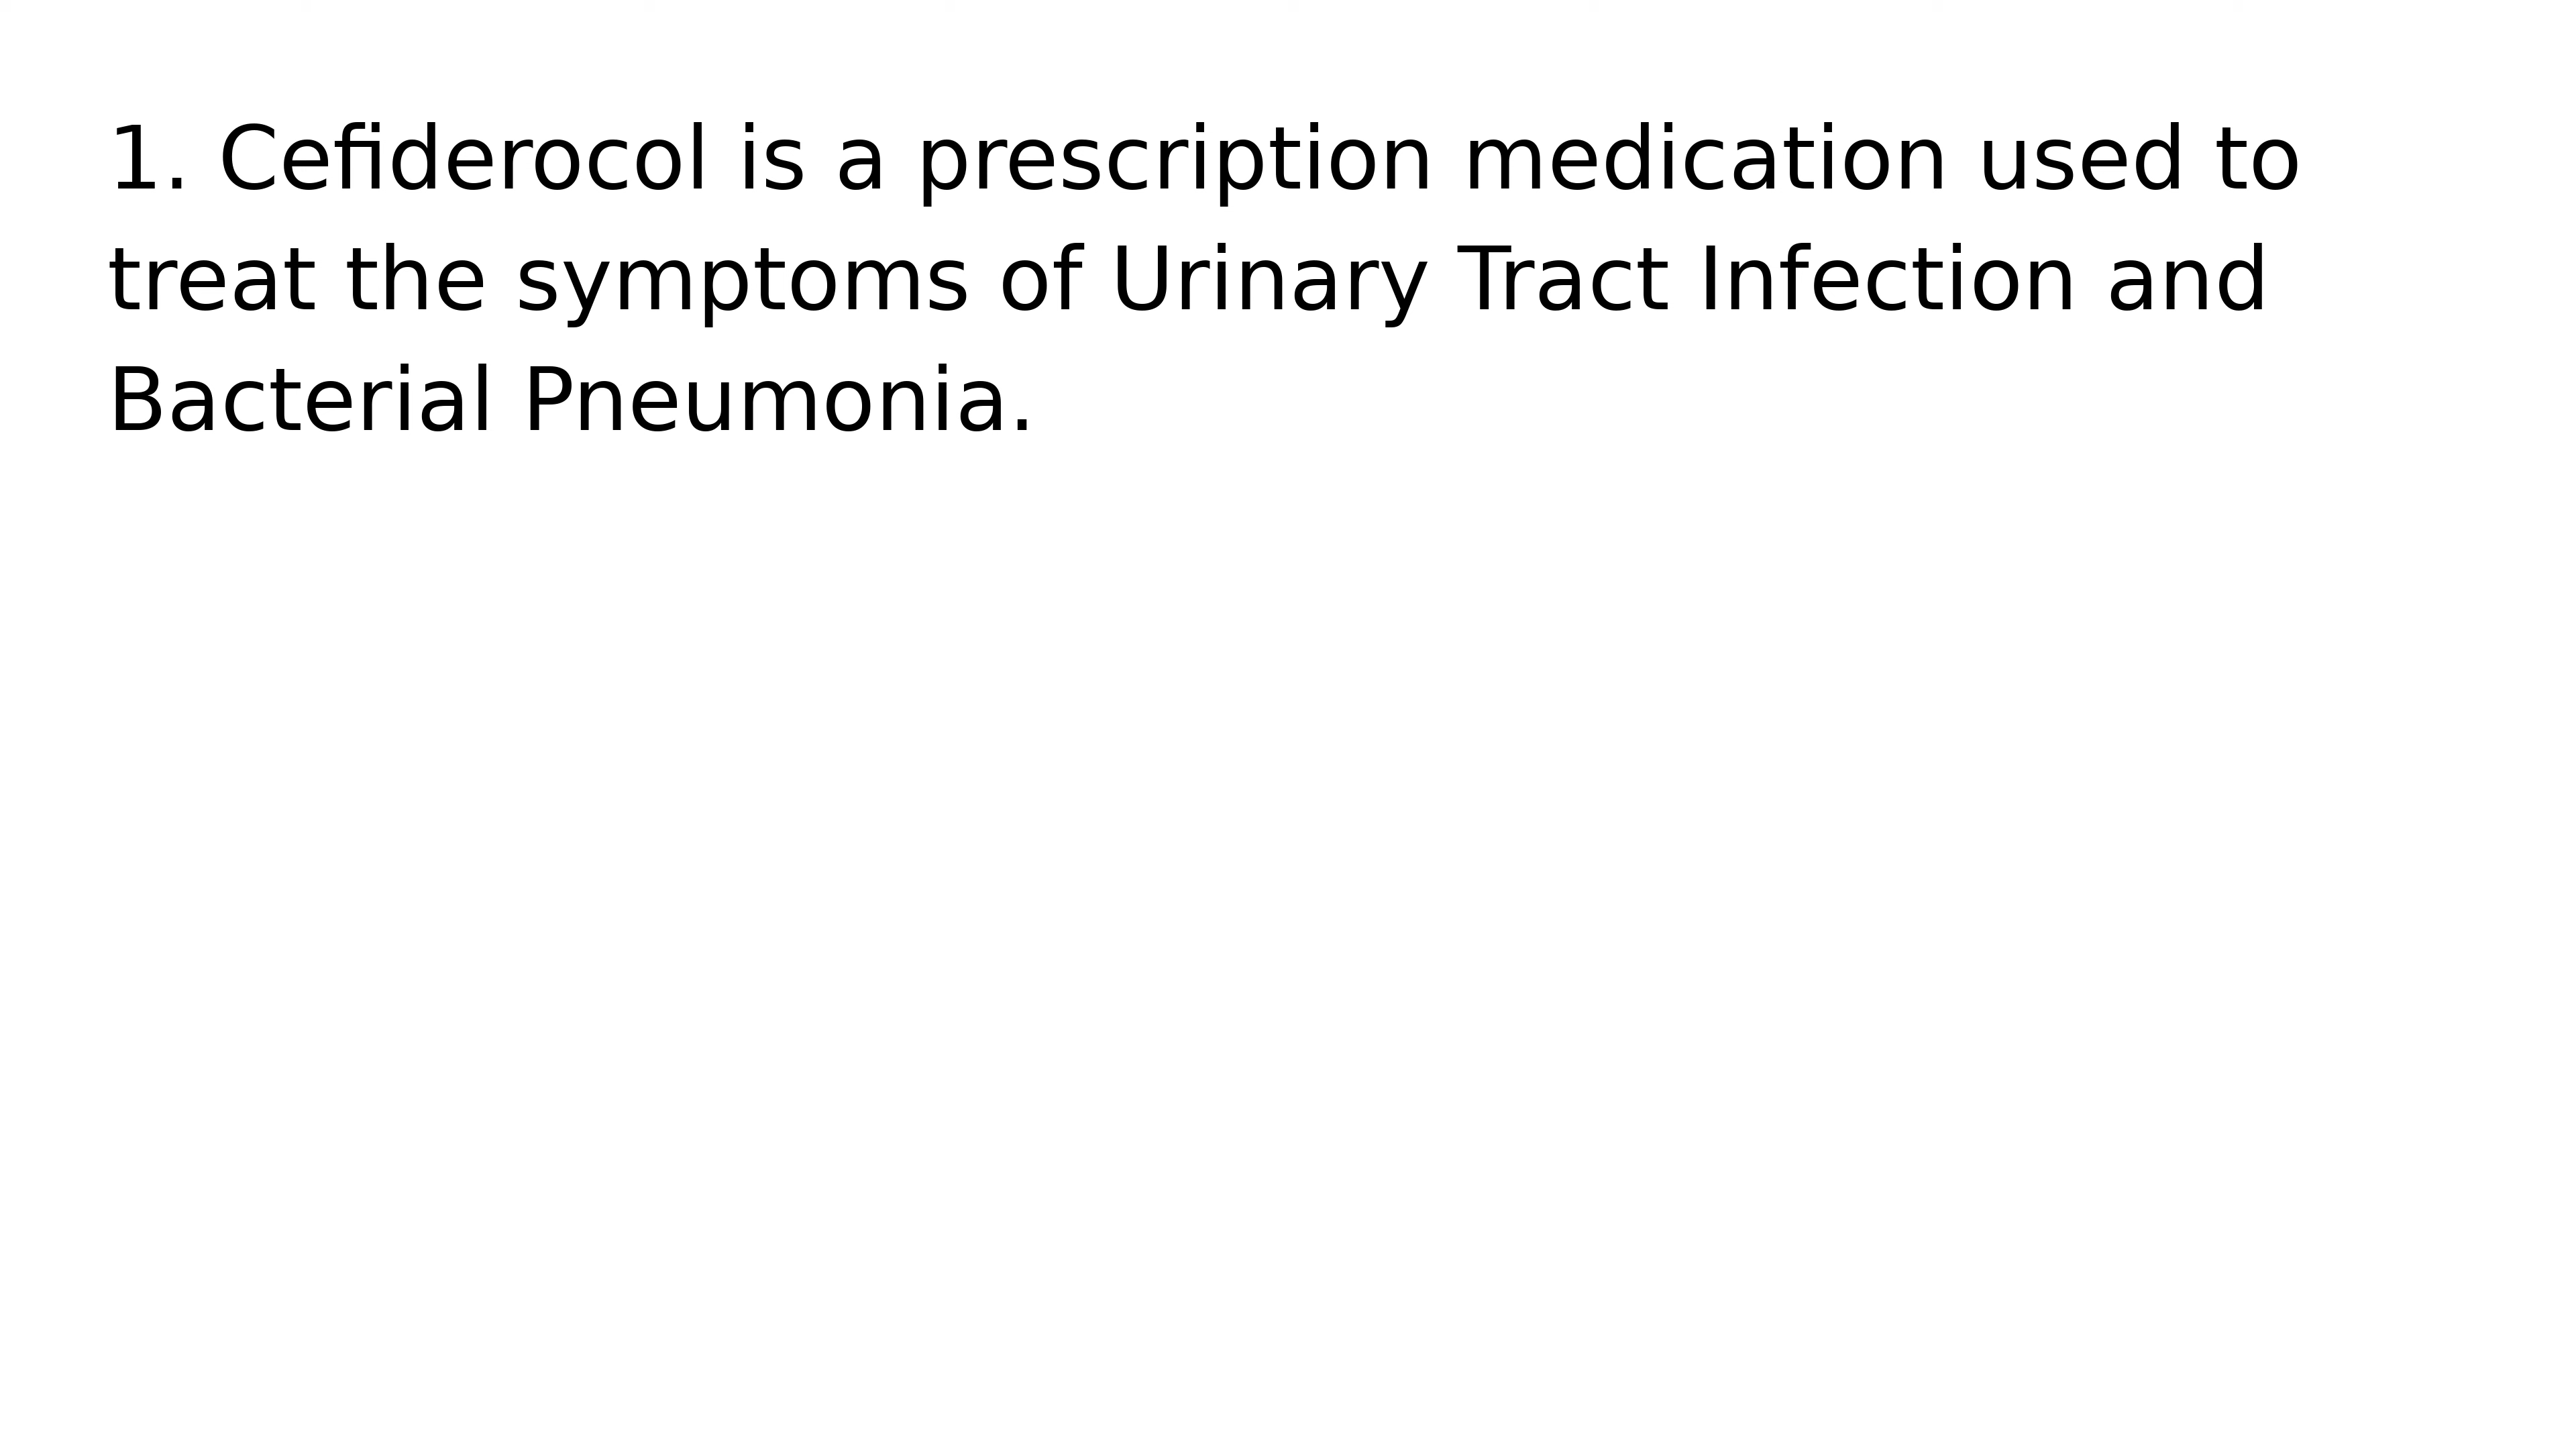 1. Cefiderocol is a prescription medication used to
treat the symptoms of Urinary Tract Infection and
Bacterial Pneumonia.